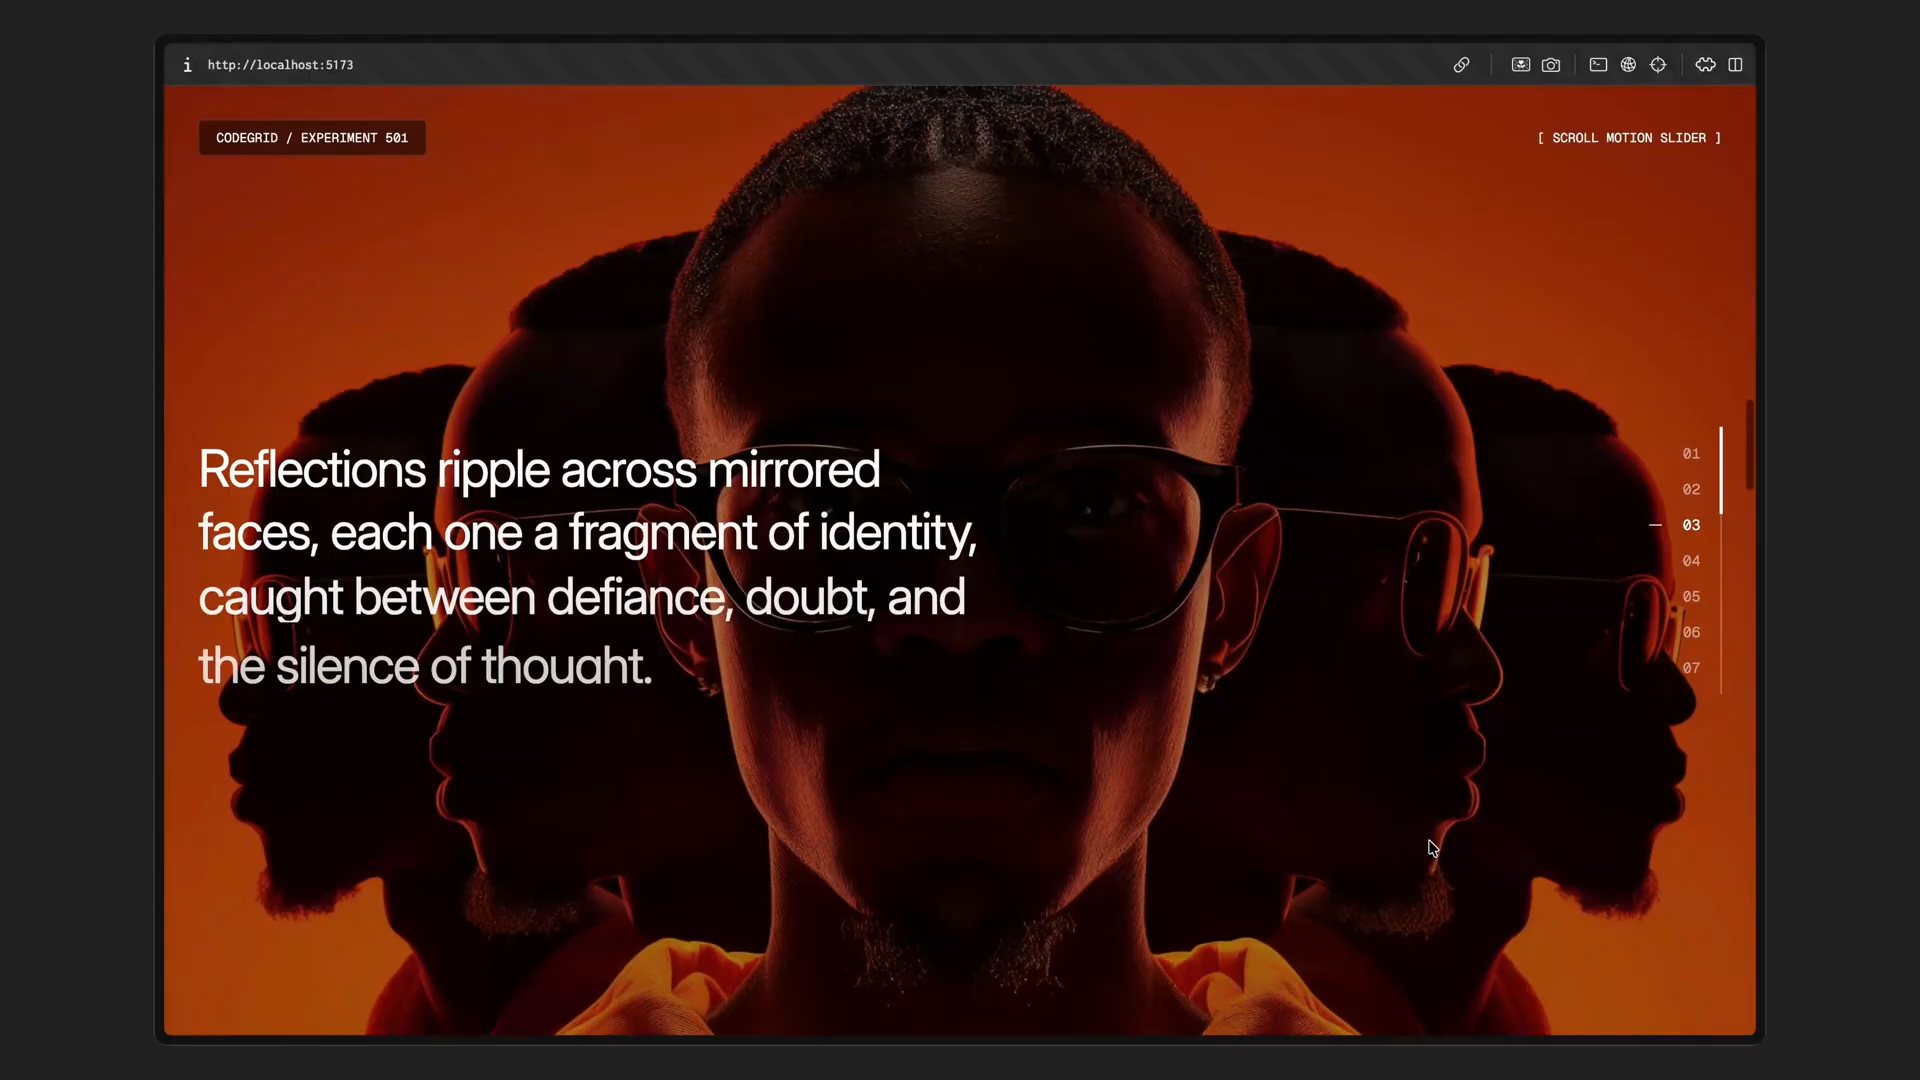 http://localhost:5173
CODEGRID / EXPERIMENT 501
[ SCROLL MOTION SLIDER ]
Reflections ripple across mirrored
faces, each one a fragment of identity,
caught between defiance, doubt, and
the silence of thought.
01
02
03
04
05
06
07